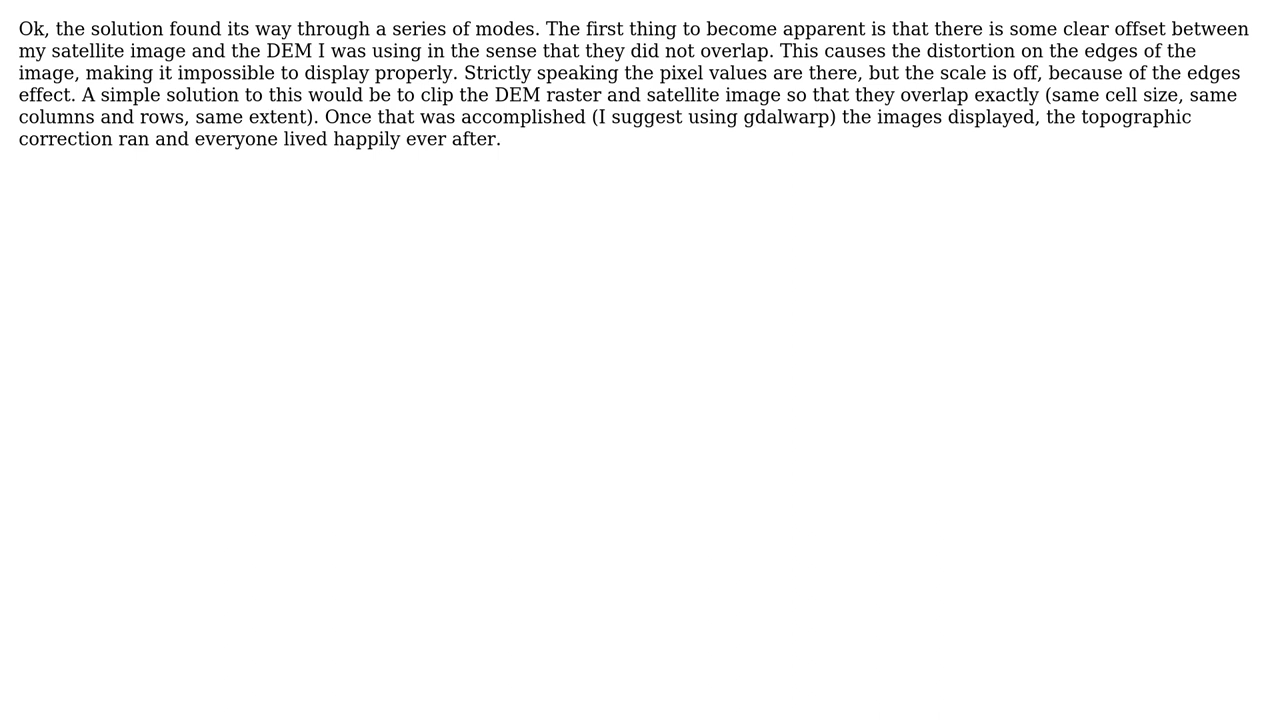 Ok, the solution found its way through a series of modes. The first thing to become apparent is that there is some clear offset between
my satellite image and the DEM I was using in the sense that they did not overlap. This causes the distortion on the edges of the
image, making it impossible to display properly. Strictly speaking the pixel values are there, but the scale is off, because of the edges
effect. A simple solution to this would be to clip the DEM raster and satellite image so that they overlap exactly (same cell size, same
columns and rows, same extent). Once that was accomplished (I suggest using gdalwarp) the images displayed, the topographic
correction ran and everyone lived happily ever after.